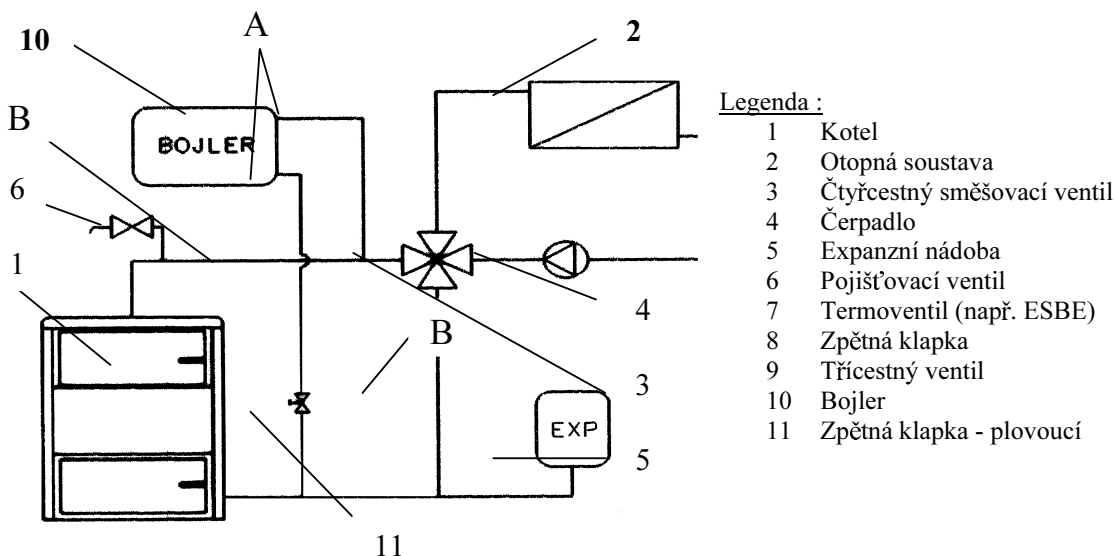 10
A
2
BOJLER
B
6
1
4
B
3
EXP
5
11
Legenda :
1 Kotel
2 Otopná soustava
3 Čtyřcestný směšovací ventil
4 Čerpadlo
5 Expanzní nádoba
6 Pojišťovací ventil
7 Termoventil (např. ESBE)
8 Zpětná klapka
9 Třícestný ventil
10 Bojler
11 Zpětná klapka - plovoucí